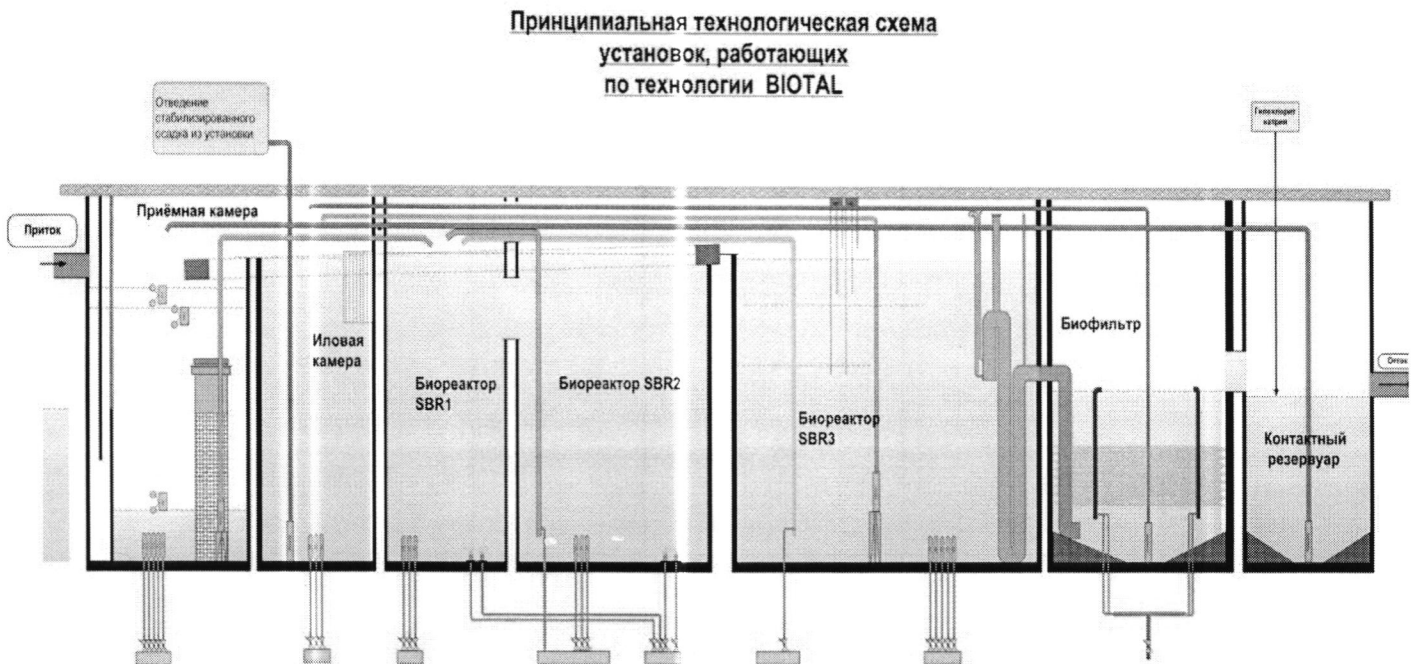 Принципиальная технологическая схема
установок, работающих
по технологии BIOTAL
Отведение
стабилизированного
осадка из установки
Гипохлорит
натрия
Приёмная камера
Приток
Иловая
камера
Биореактор
SBR1
Биореактор SBR2
Биореактор
SBR3
Биофильтр
Контактный
резервуар